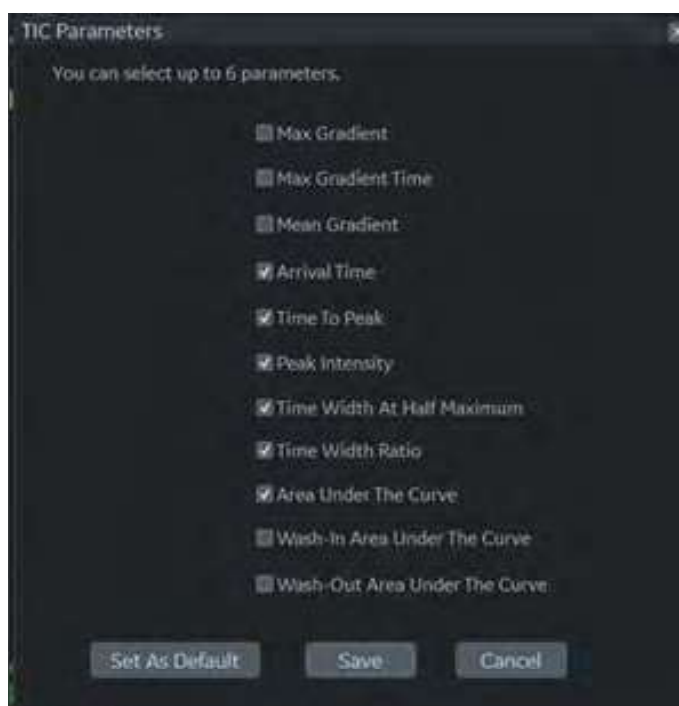 TIC Parameters
You can select up to 6 parameters.
Max Gradient
Max Gradient Time
Mean Gradient
Arrival Time
Time To Peak
Peak Intensity
Time Width At Half Maximum
Time Width Ratio
Area Under The Curve
Wash-In Area Under The Curve
Wash-Out Area Under The Curve
Set As Default Save Cancel